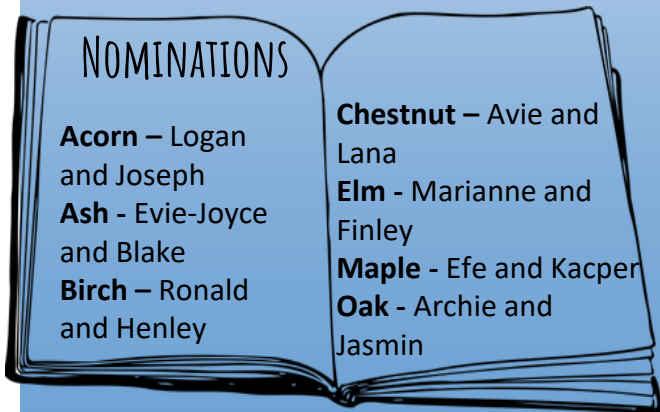 NOMINATIONS
Acorn – Logan
and Joseph
Ash - Evie-Joyce
and Blake
Birch – Ronald
and Henley
Chestnut – Avie and
Lana
Elm - Marianne and
Finley
Maple - Efe and Kacper
Oak - Archie and
Jasmin